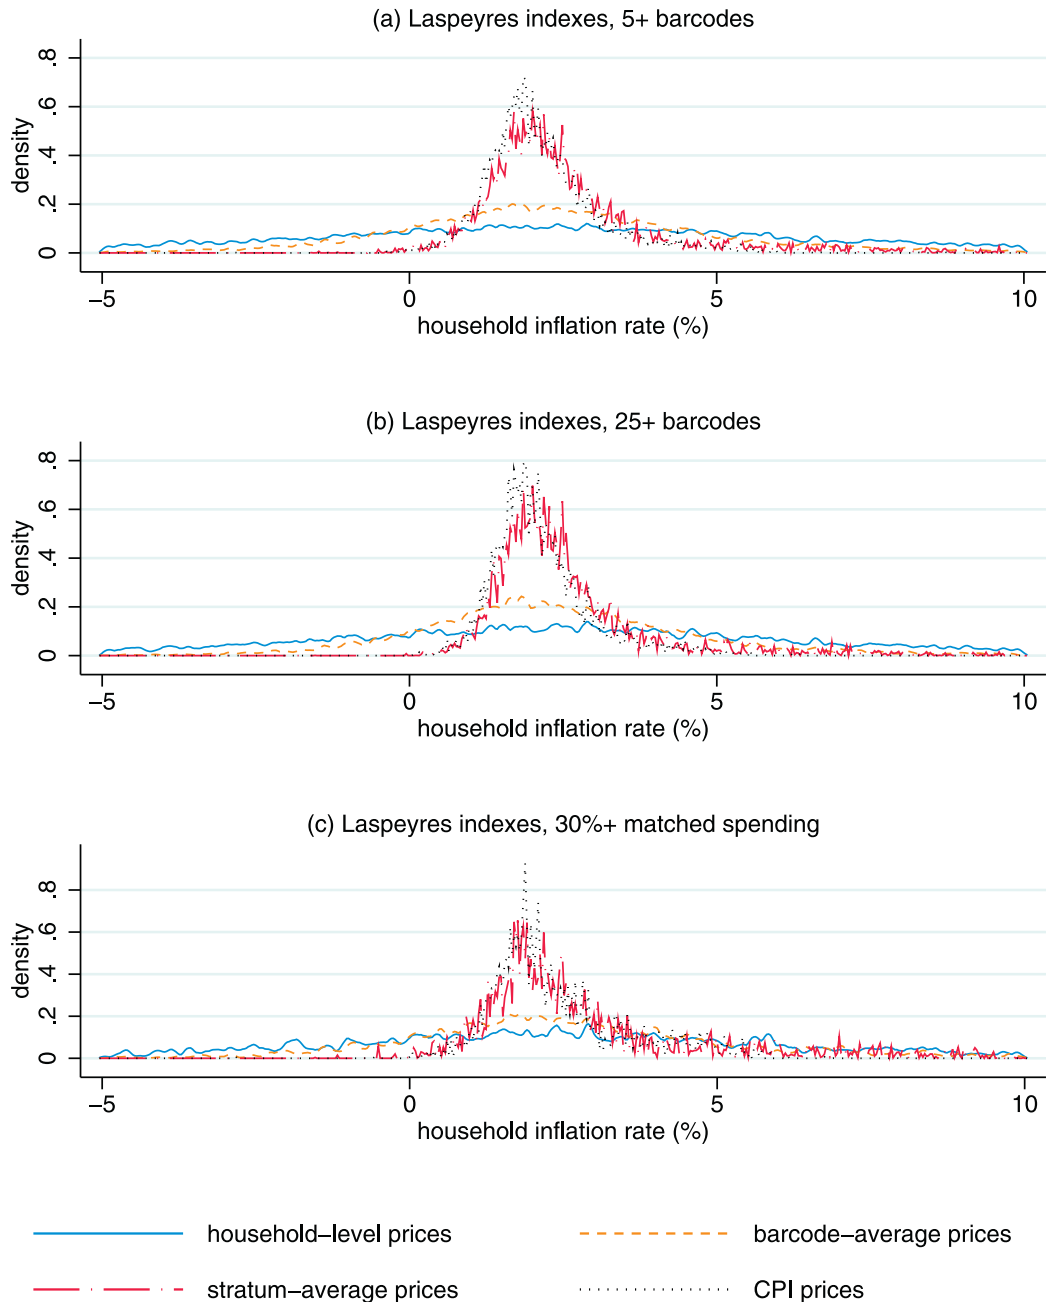 (a) Laspeyres indexes, 5+ barcodes
density
.8
.6
.4
.2
0
−5 0 5 10
household inflation rate (%)
(b) Laspeyres indexes, 25+ barcodes
density
.8
.6
.4
.2
0
−5 0 5 10
household inflation rate (%)
(c) Laspeyres indexes, 30%+ matched spending
density
.8
.6
.4
.2
0
−5 0 5 10
household inflation rate (%)
household−level prices barcode−average prices
stratum−average prices CPI prices